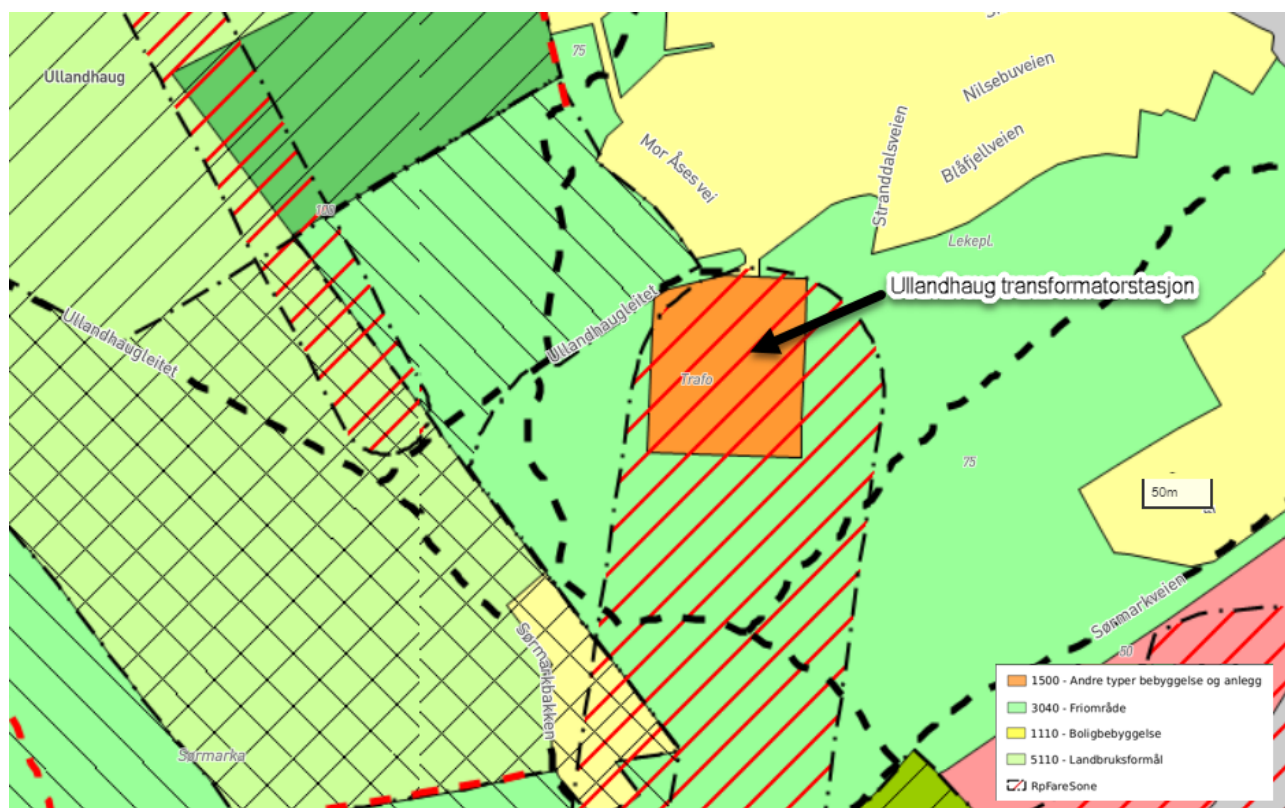 75
Ullandhaug
Nilsebuveien
Mor Åses vei
Stranddalsveien
Blåfjellveien
100
Lekepl.
Ullandhaugleitet
Ullandhaugleitet
Ullandhaug transformatorstasjon
Trafo
75
50m
Sørmarkveien
50
Sørmarkbakken
Sørmarka
1500 - Andre typer bebyggelse og anlegg
3040 - Friområde
1110 - Boligbebyggelse
5110 - Landbruksformål
RpFareSone